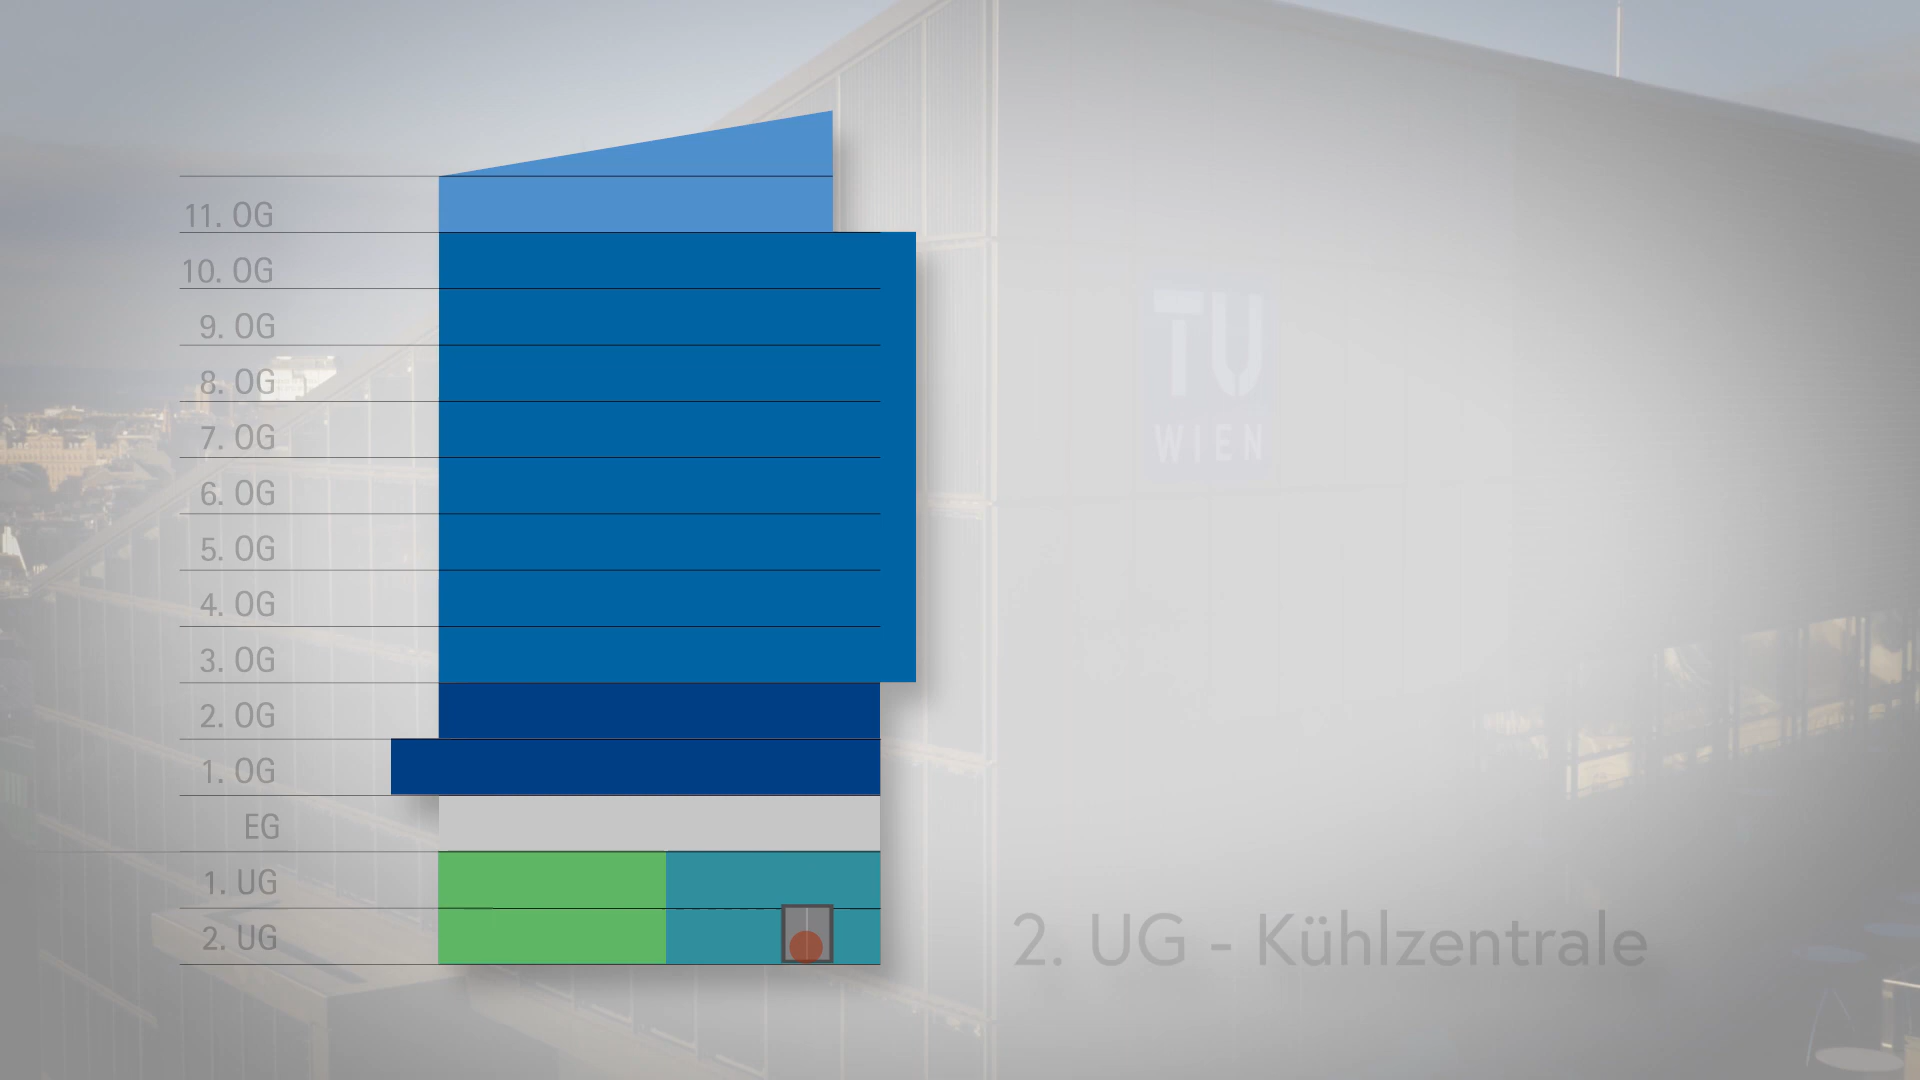 11. OG
10. OG
9. OG
8. OG
7. OG
6. OG
5. OG
4. OG
3. OG
2. OG
1. OG
EG
1. UG
2. UG
2. UG - Kühlzentrale
TU
WIEN